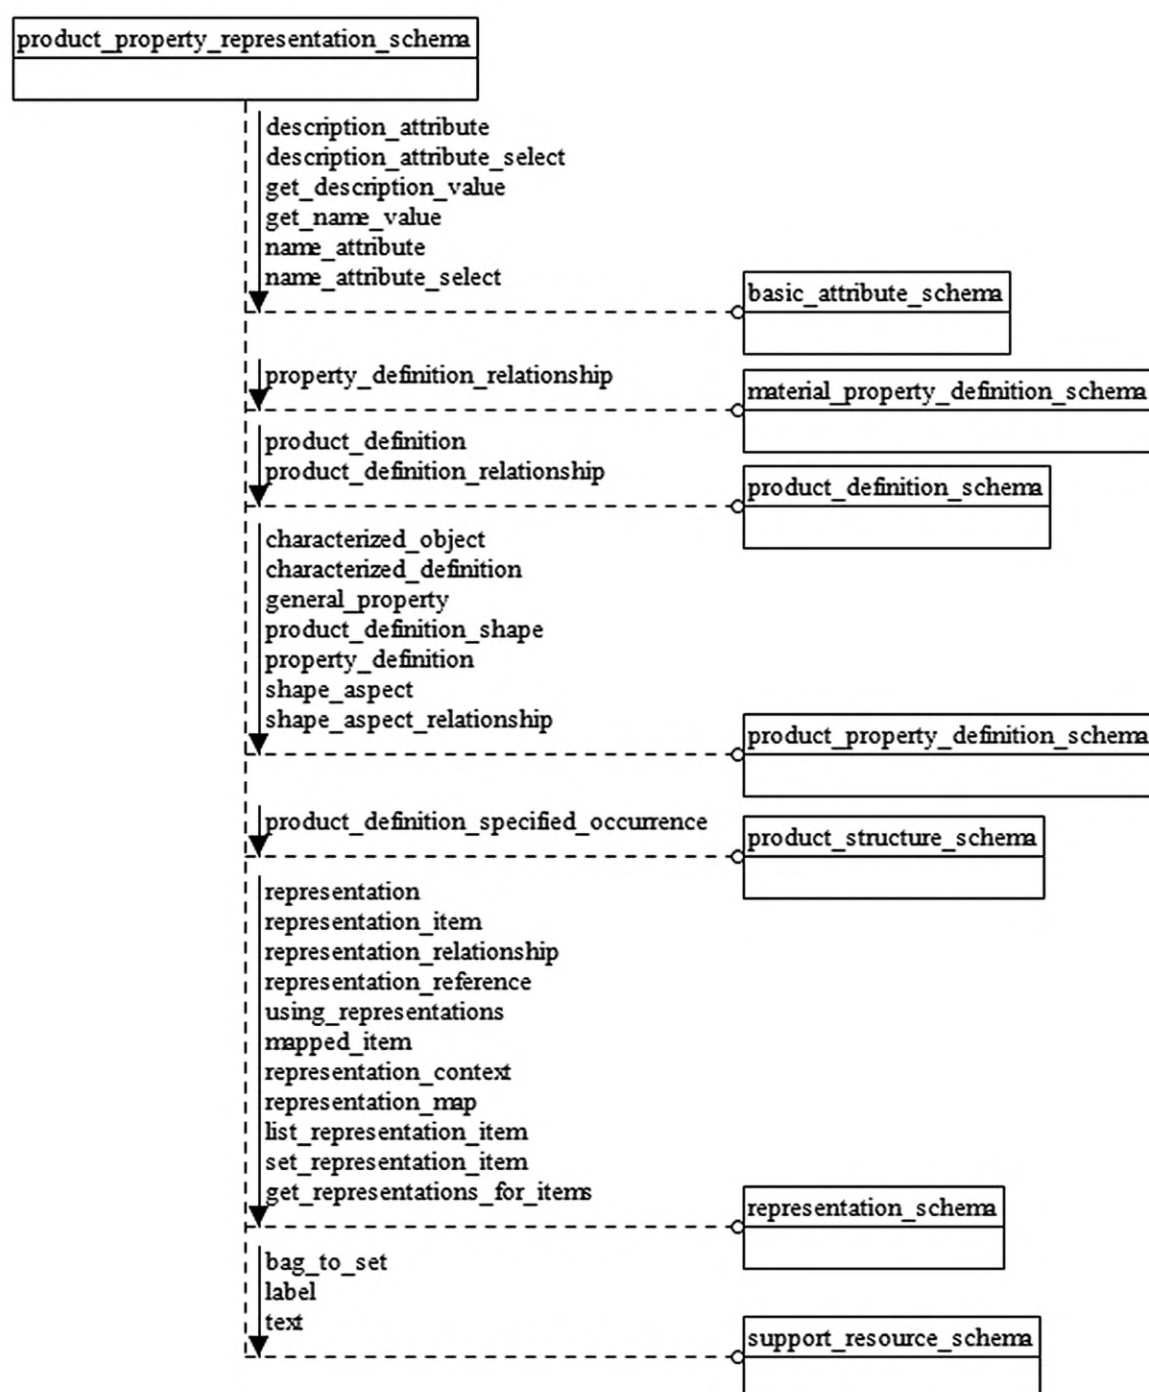 product_property_representation_schema
description_attribute
description_attribute_select
get_description_value
get_name_value
name_attribute
name_attribute_select
basic_attribute_schema
property_definition_relationship
material_property_definition_schema
product_definition
product_definition_relationship
product_definition_schema
characterized_object
characterized_definition
general_property
product_definition_shape
property_definition
shape_aspect
shape_aspect_relationship
product_property_definition_schema
product_definition_specified_occurrence
product_structure_schema
representation
representation_item
representation_relationship
representation_reference
using_representations
mapped_item
representation_context
representation_map
list_representation_item
set_representation_item
get_representations_for_items
representation_schema
bag_to_set
label
text
support_resource_schema